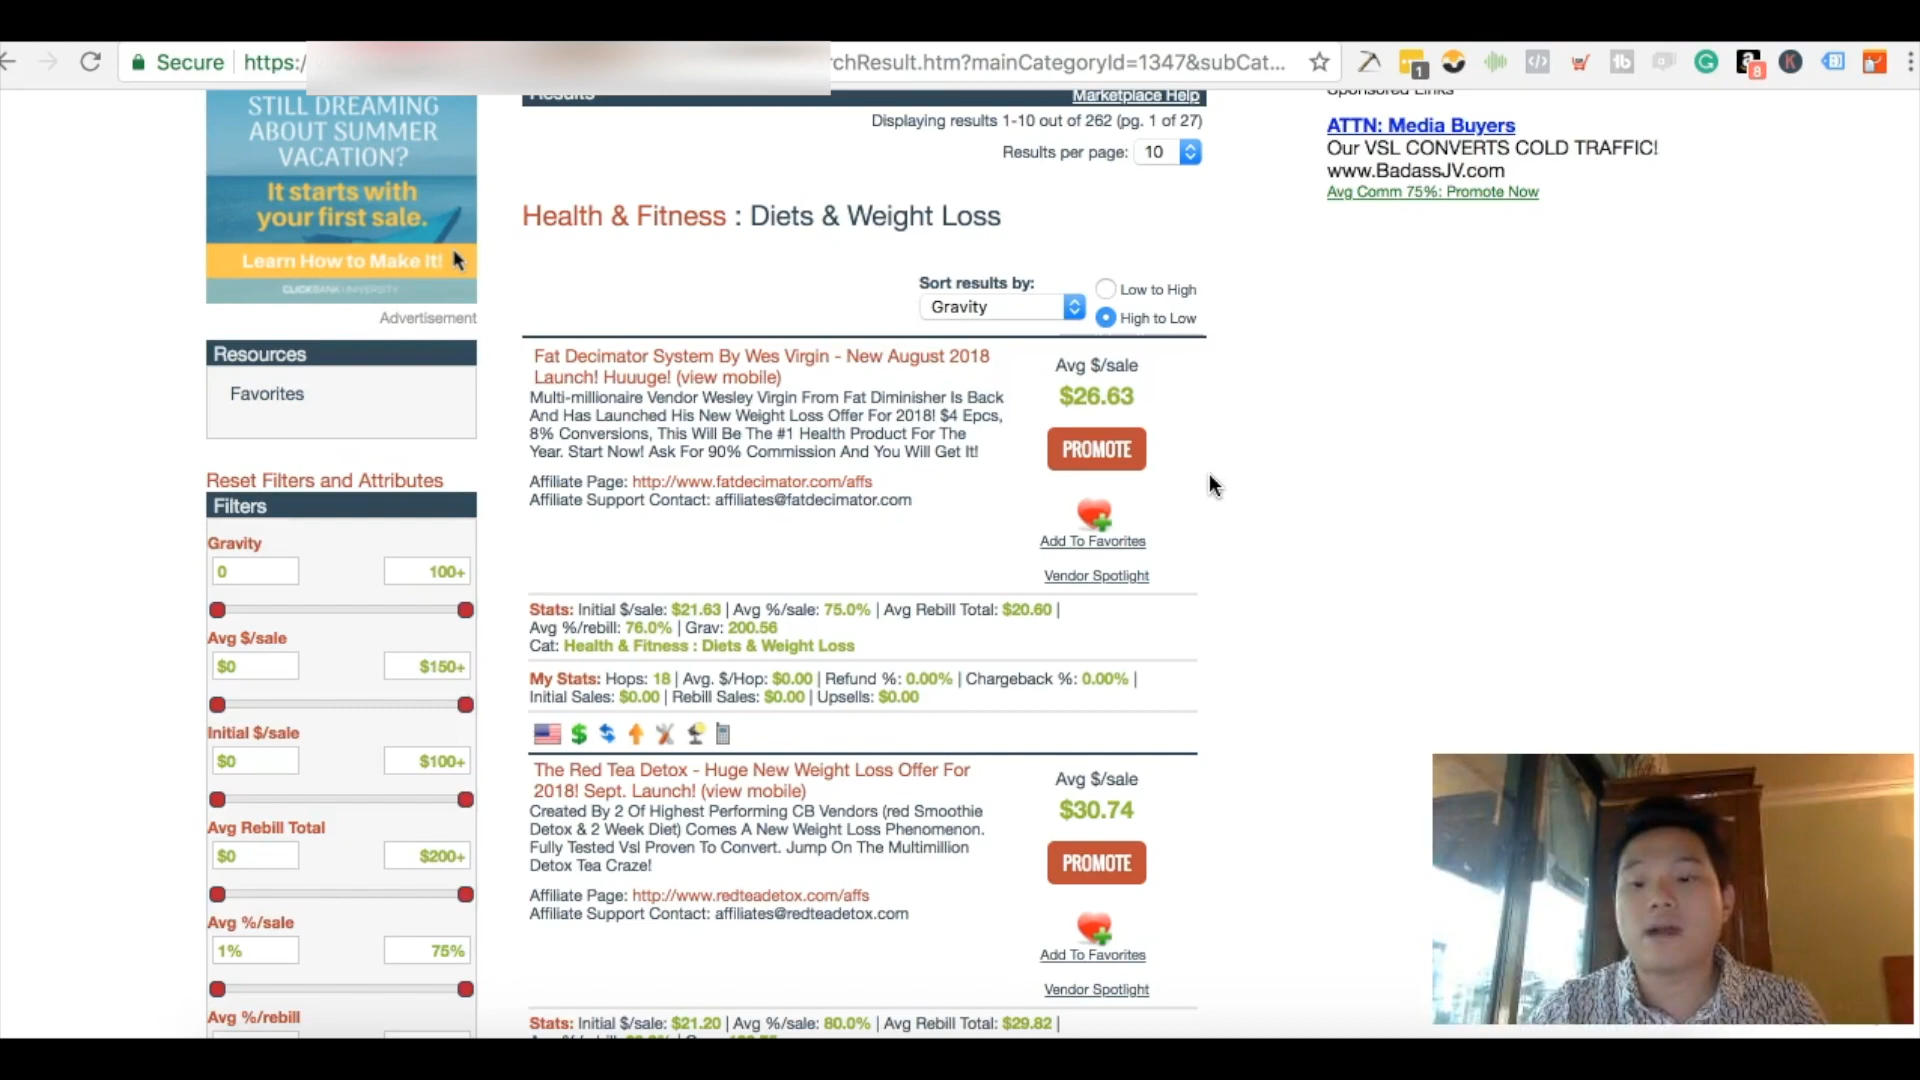 Secure
https:/
rchResult.htm?mainCategoryId=1347&subCat...
1
8
STILL DREAMING
ABOUT SUMMER
VACATION?
It starts with
your first sale.
Learn How to Make It!
CLICKBANK UNIVERSITY
Advertisement
Resources
Favorites
Reset Filters and Attributes
Filters
Gravity
0
100+
Avg $/sale
$0
$150+
Initial $/sale
$0
$100+
Avg Rebill Total
$0
$200+
Avg %/sale
1%
75%
Avg %/rebill
Results
Marketplace Help
Displaying results 1-10 out of 262 (pg. 1 of 27)
Results per page: 10
Health & Fitness : Diets & Weight Loss
Sort results by:
Gravity
Low to High
High to Low
Fat Decimator System By Wes Virgin - New August 2018
Launch! Huuuge! (view mobile)
Multi-millionaire Vendor Wesley Virgin From Fat Diminisher Is Back
And Has Launched His New Weight Loss Offer For 2018! $4 Epcs,
8% Conversions, This Will Be The #1 Health Product For The
Year. Start Now! Ask For 90% Commission And You Will Get It!
Affiliate Page: http://www.fatdecimator.com/affs
Affiliate Support Contact: affiliates@fatdecimator.com
Avg $/sale
$26.63
PROMOTE
Add To Favorites
Vendor Spotlight
Stats: Initial $/sale: $21.63 | Avg %/sale: 75.0% | Avg Rebill Total: $20.60 |
Avg %/rebill: 76.0% | Grav: 200.56
Cat: Health & Fitness : Diets & Weight Loss
My Stats: Hops: 18 | Avg. $/Hop: $0.00 | Refund %: 0.00% | Chargeback %: 0.00% |
Initial Sales: $0.00 | Rebill Sales: $0.00 | Upsells: $0.00
The Red Tea Detox - Huge New Weight Loss Offer For
2018! Sept. Launch! (view mobile)
Created By 2 Of Highest Performing CB Vendors (red Smoothie
Detox & 2 Week Diet) Comes A New Weight Loss Phenomenon.
Fully Tested Vsl Proven To Convert. Jump On The Multimillion
Detox Tea Craze!
Affiliate Page: http://www.redteadetox.com/affs
Affiliate Support Contact: affiliates@redteadetox.com
Avg $/sale
$30.74
PROMOTE
Add To Favorites
Vendor Spotlight
Stats: Initial $/sale: $21.20 | Avg %/sale: 80.0% | Avg Rebill Total: $29.82 |
Sponsored Links
ATTN: Media Buyers
Our VSL CONVERTS COLD TRAFFIC!
www.BadassJV.com
Avg Comm 75%: Promote Now